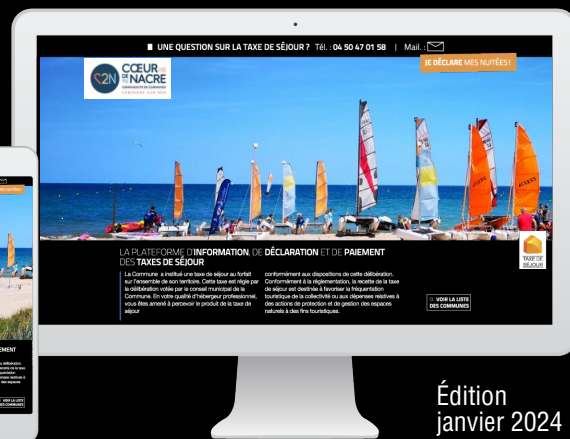 UNE QUESTION SUR LA TAXE DE SÉJOUR ? Tél. : 04 50 47 01 58 | Mail. :
JE DÉCLARE MES NUITÉES !
C2N
CŒUR
DE NACRE
COMMUNAUTÉ DE COMMUNES
LA PLATEFORME D'INFORMATION, DE DÉCLARATION ET DE PAIEMENT
DES TAXES DE SÉJOUR
La Commune a institué une taxe de séjour au forfait
sur l'ensemble de son territoire. Cette taxe est régie par
la délibération votée par le conseil municipal de la
Commune. En votre qualité d'hébergeur professionnel,
vous êtes amené à percevoir le produit de la taxe de
séjour
conformément aux dispositions de cette délibération.
Conformément à la réglementation, la recette de la taxe
de séjour est destinée à favoriser la fréquentation
touristique de la collectivité ou aux dépenses relatives à
des actions de protection et de gestion des espaces
naturels à des fins touristiques.
TAXE DE
SÉJOUR
VOIR LA LISTE
DES COMMUNES
ACCESS
Édition
janvier 2024